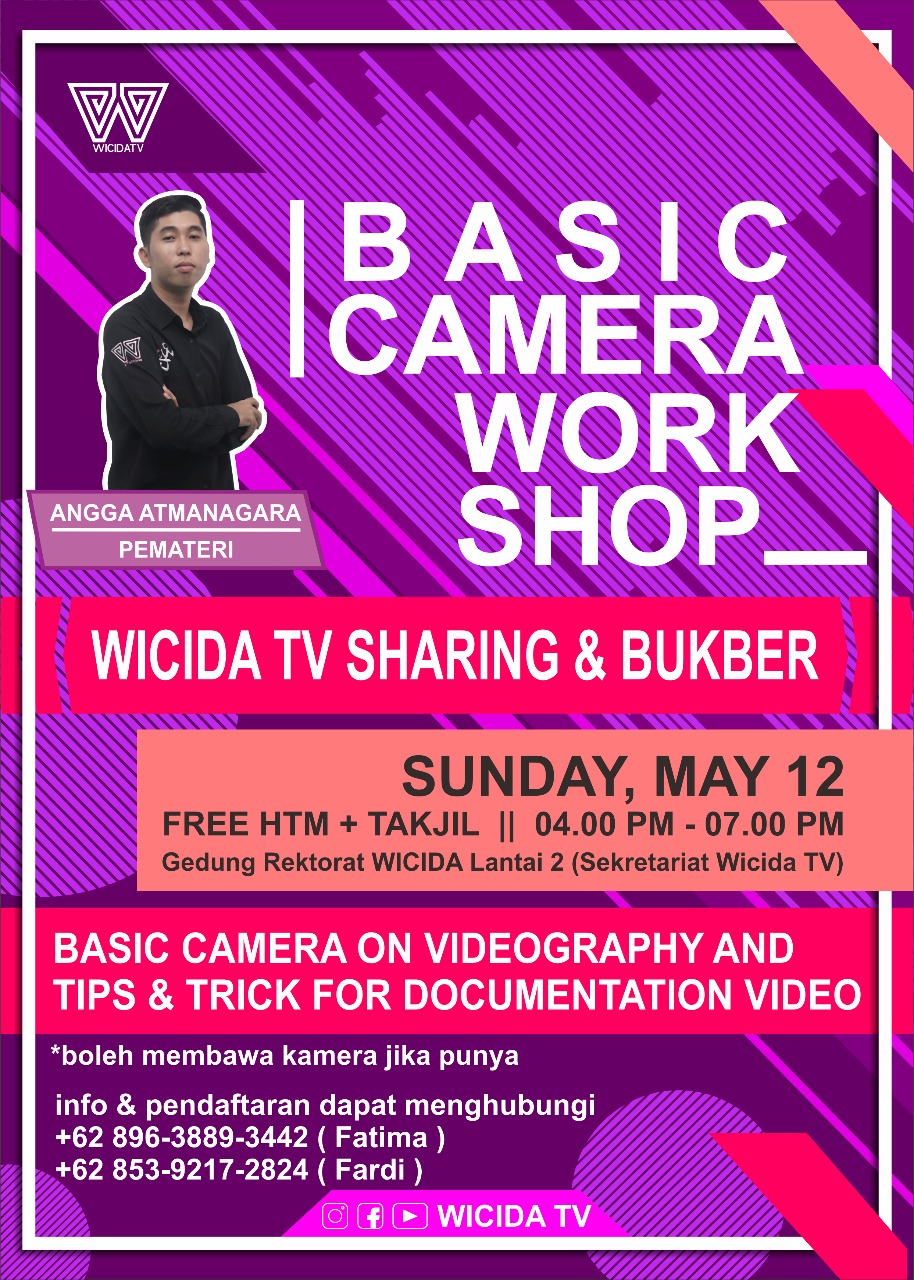 WICIDATV
BASIC
CAMERA
WORK
SHOP
ANGGA ATMANAGARA
PEMATERI
WICIDA TV SHARING & BUKBER
SUNDAY, MAY 12
FREE HTM + TAKJIL || 04.00 PM - 07.00 PM
Gedung Rektorat WICIDA Lantai 2 (Sekretariat Wicida TV)
BASIC CAMERA ON VIDEOGRAPHY AND
TIPS & TRICK FOR DOCUMENTATION VIDEO
*boleh membawa kamera jika punya
info & pendaftaran dapat menghubungi
+62 896-3889-3442 ( Fatima )
+62 853-9217-2824 ( Fardi )
WICIDA TV